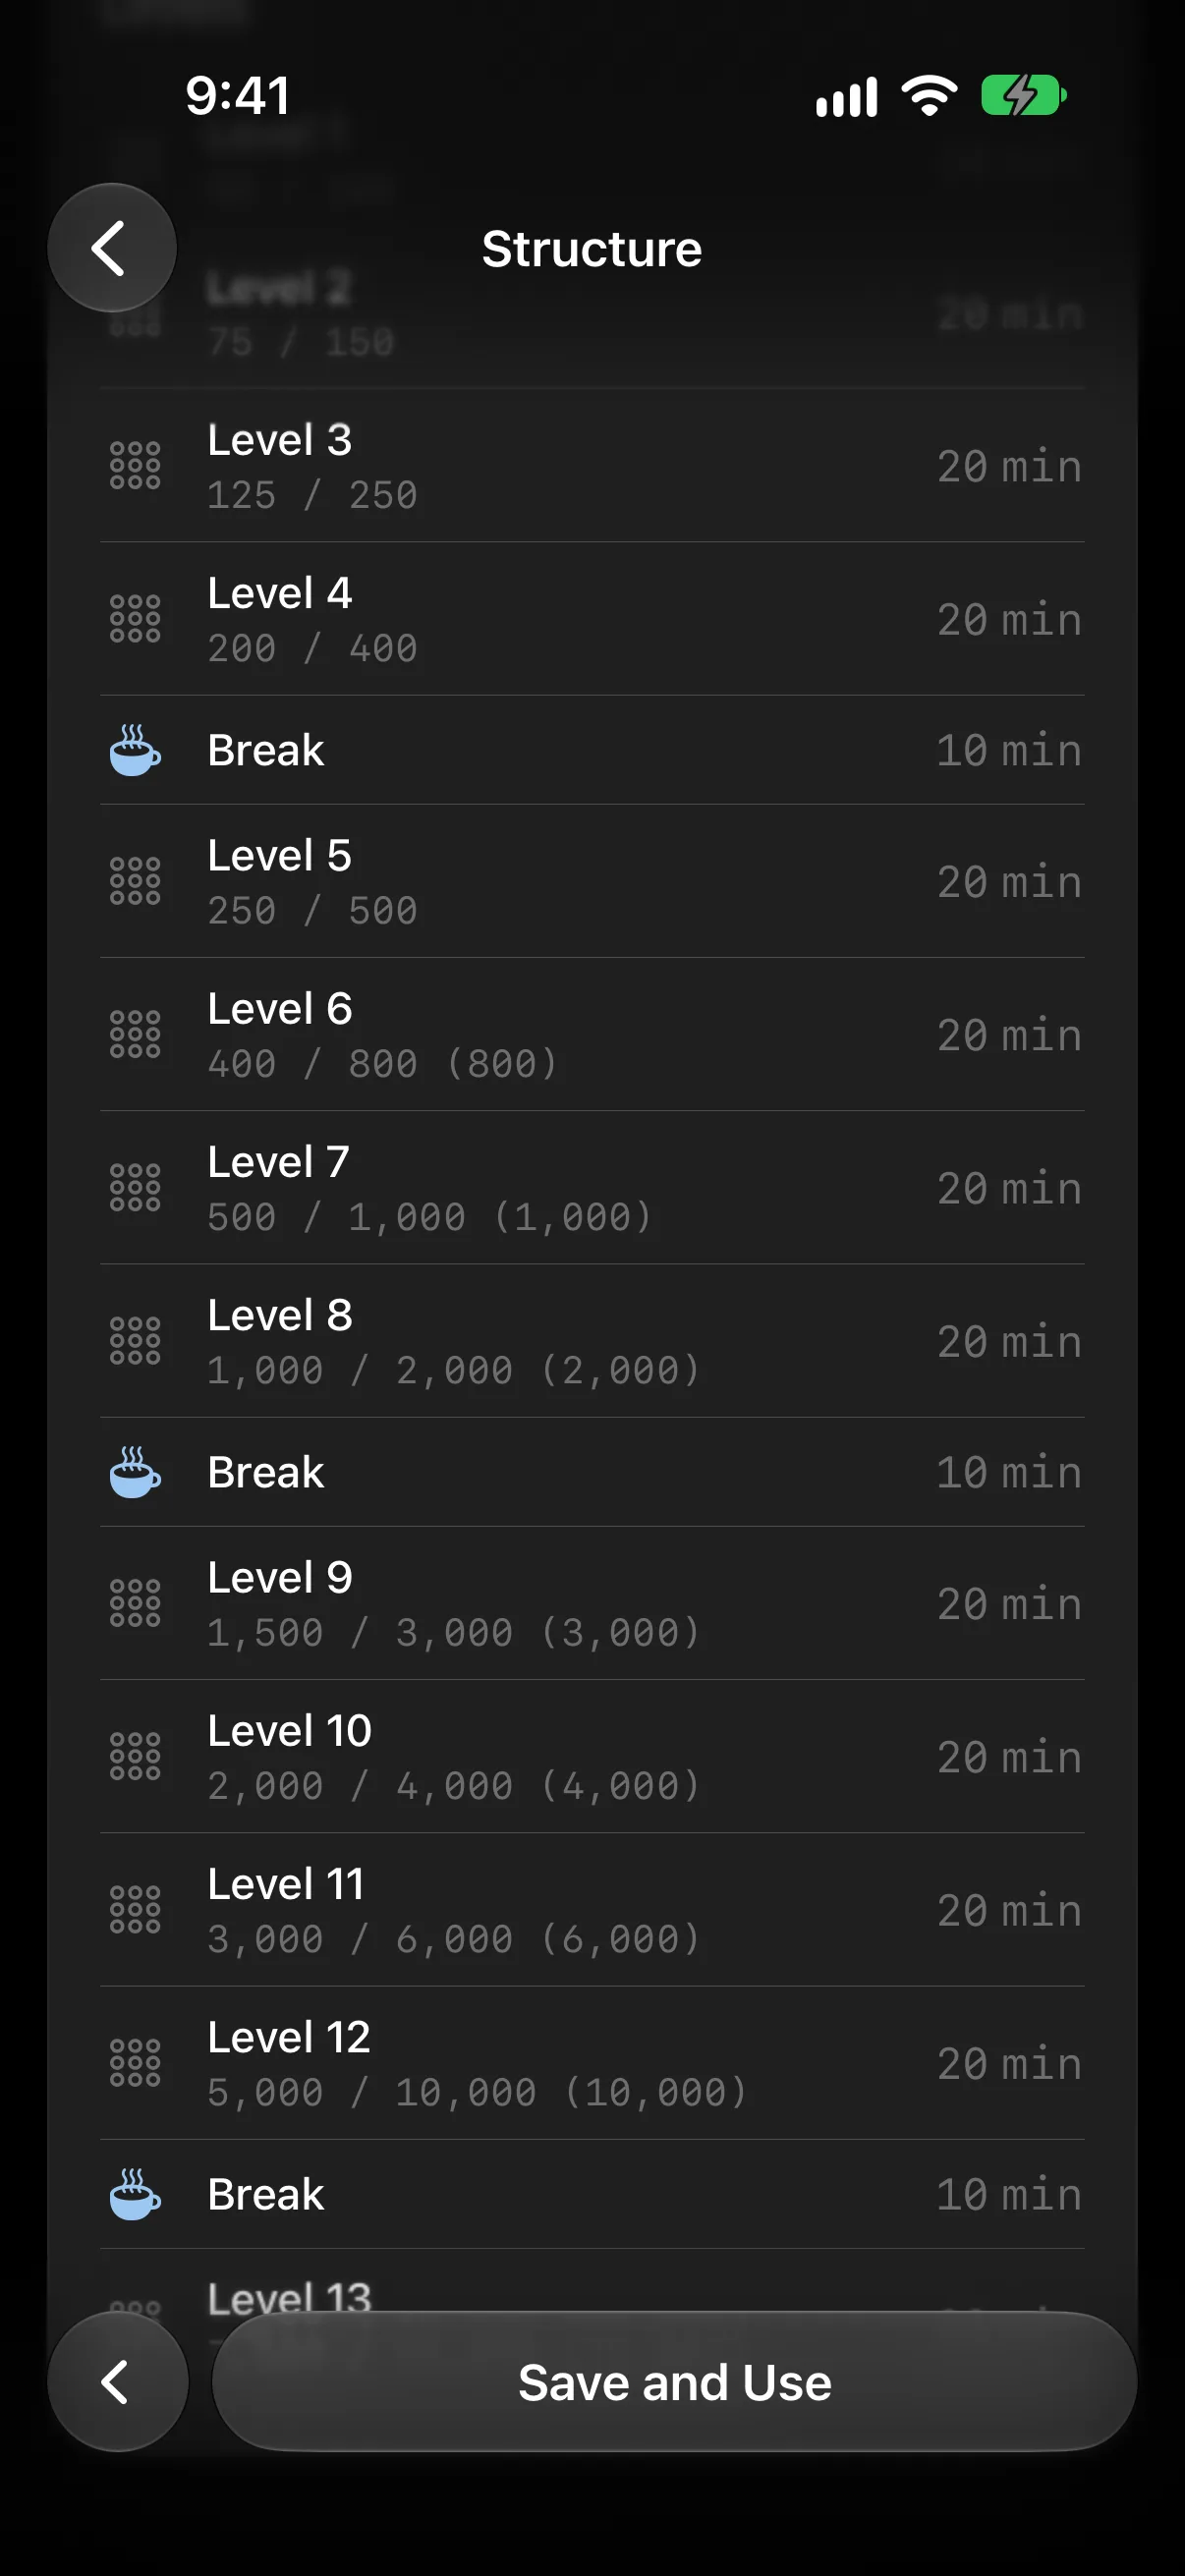 9:41
Structure
Level 2
20 min
75 / 150
Level 3
20 min
125 / 250
Level 4
20 min
200 / 400
Break
10 min
Level 5
20 min
250 / 500
Level 6
20 min
400 / 800 (800)
Level 7
20 min
500 / 1,000 (1,000)
Level 8
20 min
1,000 / 2,000 (2,000)
Break
10 min
Level 9
20 min
1,500 / 3,000 (3,000)
Level 10
20 min
2,000 / 4,000 (4,000)
Level 11
20 min
3,000 / 6,000 (6,000)
Level 12
20 min
5,000 / 10,000 (10,000)
Break
10 min
Level 13
Save and Use